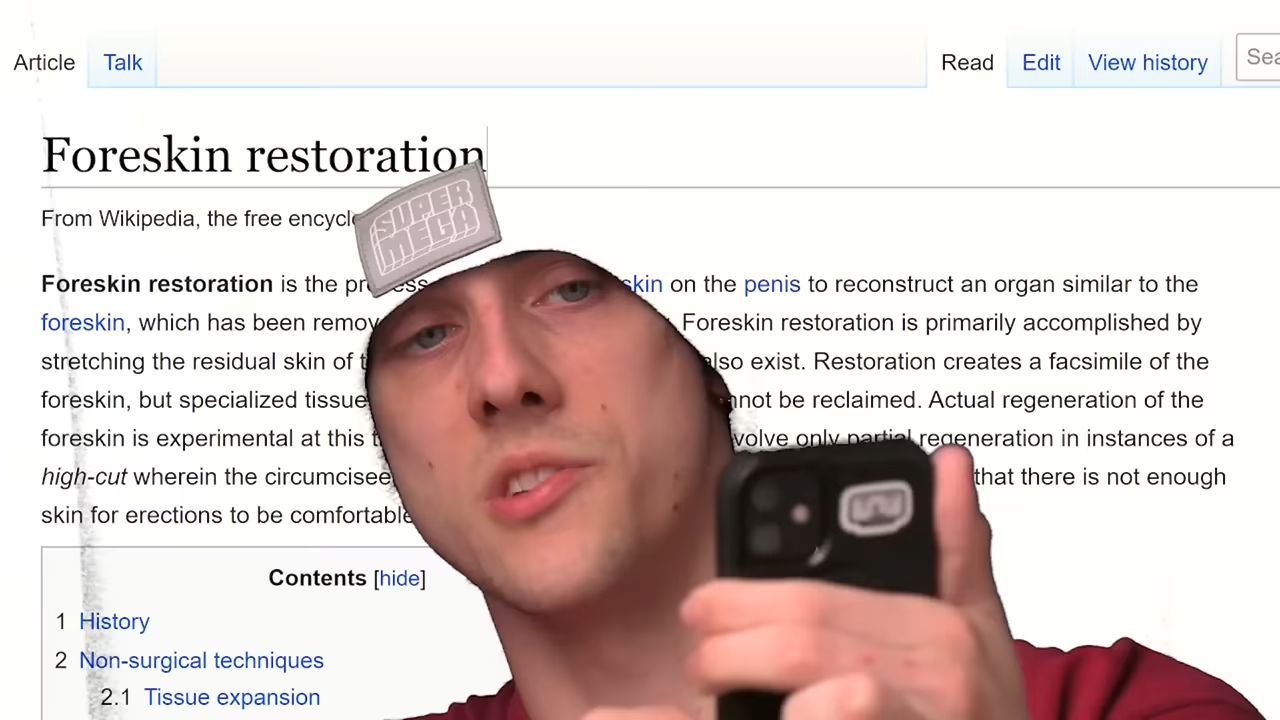 Article Talk Read Edit View history Sea
Foreskin restoration
From Wikipedia, the free encycl
SUPER
MEGA
Foreskin restoration is the pr ess skin on the penis to reconstruct an organ similar to the
foreskin, which has been remov . Foreskin restoration is primarily accomplished by
stretching the residual skin of t also exist. Restoration creates a facsimile of the
foreskin, but specialized tissue nnot be reclaimed. Actual regeneration of the
foreskin is experimental at this t volve only partial regeneration in instances of a
high-cut wherein the circumcise that there is not enough
skin for erections to be comfortable
Contents [hide]
1 History
2 Non-surgical techniques
2.1 Tissue expansion